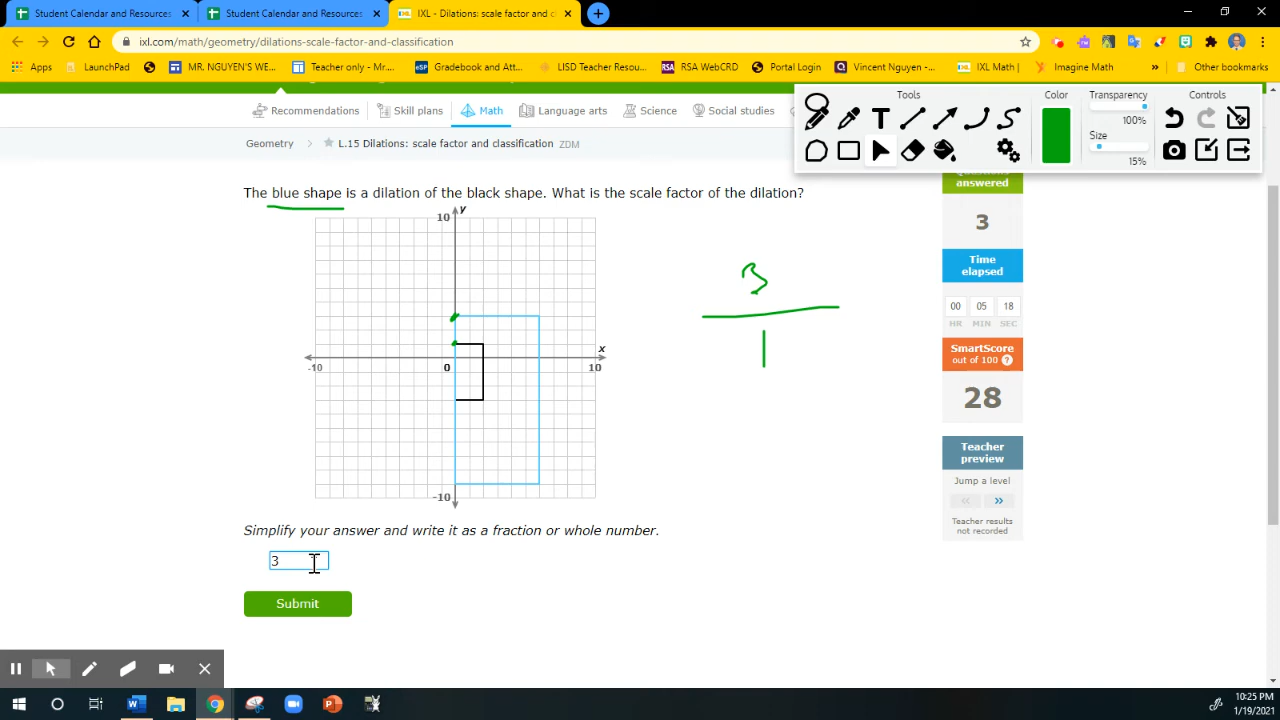 Student Calendar and Resources
Student Calendar and Resources
IXL - Dilations: scale factor and c
ixl.com/math/geometry/dilations-scale-factor-and-classification
Apps
LaunchPad
MR. NGUYEN'S WE...
Teacher only - Mr....
Gradebook and Att...
LISD Teacher Resou...
RSA WebCRD
Portal Login
Vincent Nguyen -...
IXL Math |
Imagine Math
»
Other bookmarks
Recommendations
Skill plans
Math
Language arts
Science
Social studies
Tools
Color
Transparency
100%
Size
15%
Controls
Geometry > L.15 Dilations: scale factor and classification ZDM
The blue shape is a dilation of the black shape. What is the scale factor of the dilation?
10
y
x
-10
0
10
-10
3
1
Simplify your answer and write it as a fraction or whole number.
3
Submit
answered
3
Time
elapsed
00 05 18
HR MIN SEC
SmartScore
out of 100 ?
28
Teacher
preview
Jump a level
« »
Teacher results
not recorded
10:25 PM
1/19/2021